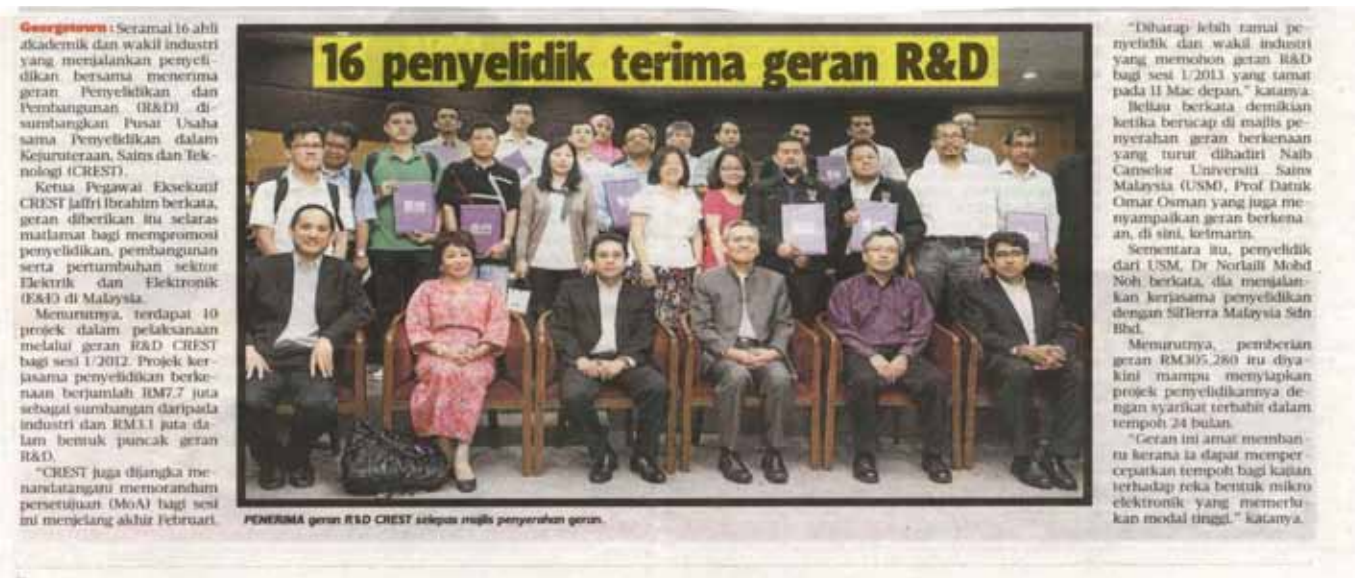 16 penyelidik terima geran R&D
Georgetown: Seramai 16 ahli
akademik dan wakil industri
yang menjalankan penyeli-
dikan bersama menerima
geran Penyelidikan dan
Pembangunan (R&D) di-
sumbangkan Pusat Usaha
sama Penyelidikan dalam
Kejuruteraan, Sains dan Tek-
nologi (CREST).
Ketua Pegawai Eksekutif
CREST Jaffri Ibrahim berkata,
geran diberikan itu selaras
matlamat bagi mempromosi
penyelidikan, pembangunan
serta pertumbuhan sektor
Elektrik dan Elektronik
(E&E) di Malaysia.
Menurutnya, terdapat 10
projek dalam pelaksanaan
melalui geran R&D CREST
bagi sesi 1/2012. Projek ker-
jasama penyelidikan berke-
naan berjumlah RM7.7 juta
sebagai sumbangan daripada
industri dan RM3.1 juta da-
lam bentuk puncak geran
R&D.
"CREST juga dijangka me-
nandatangani memorandum
persetujuan (MoA) bagi sesi
ini menjelang akhir Februari.
PENERIMA geran R&D CREST selepas majlis penyerahan geran.
"Diharap lebih ramai pe-
nyelidik dan wakil industri
yang memohon geran R&D
bagi sesi 1/2013 yang tamat
pada 11 Mac depan," katanya.
Beliau berkata demikian
ketika berucap di majlis pe-
nyerahan geran berkenaan
yang turut dihadiri Naib
Canselor Universiti Sains
Malaysia (USM), Prof Datuk
Omar Osman yang juga me-
nyampaikan geran berkena-
an, di sini, kelmarin.
Sementara itu, penyelidik
dari USM, Dr Norlaili Mohd
Noh berkata, dia menjalan-
kan kerjasama penyelidikan
dengan SilTerra Malaysia Sdn
Bhd.
Menurutnya, pemberian
geran RM305,280 itu diya-
kini mampu menyiapkan
projek penyelidikannya de-
ngan syarikat terbabit dalam
tempoh 24 bulan.
"Geran ini amat memban-
tu kerana ia dapat memper-
cepatkan tempoh bagi kajian
terhadap reka bentuk mikro
elektronik yang memerlu-
kan modal tinggi," katanya.